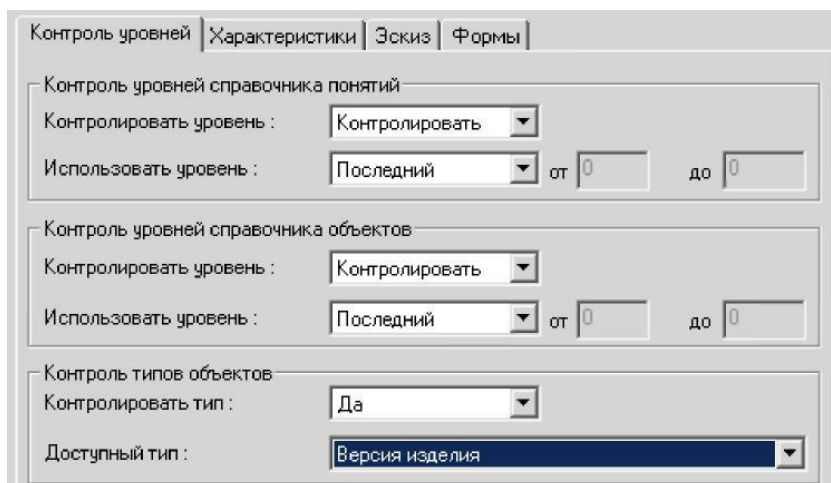 Контроль уровней Характеристики Эскиз Формы
Контроль уровней справочника понятий
Контролировать уровень : Контролировать
Использовать уровень : Последний от 0 до 0
Контроль уровней справочника объектов
Контролировать уровень : Контролировать
Использовать уровень : Последний от 0 до 0
Контроль типов объектов
Контролировать тип : Да
Доступный тип : Версия изделия